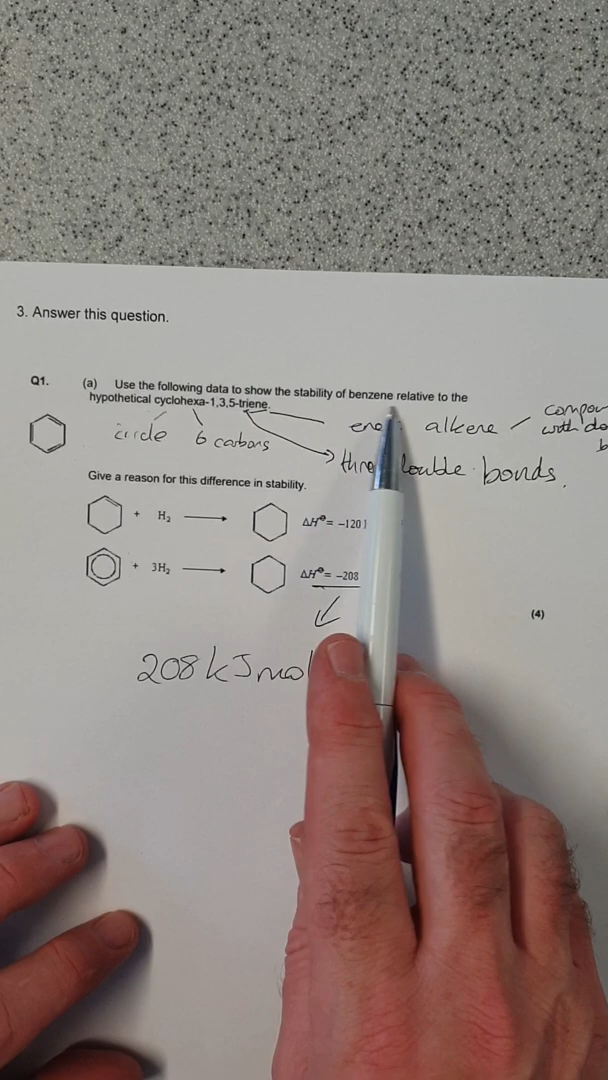 3. Answer this question.
Q1. (a) Use the following data to show the stability of benzene relative to the
hypothetical cyclohexa-1,3,5-triene.
circle 6 carbons alkene
with
bonds.
Give a reason for this difference in stability.
+ H₂ ⟶ ΔH⦵ = −120
+ 3H₂ ⟶ ΔH⦵ = −208
(4)
208 kJ mol